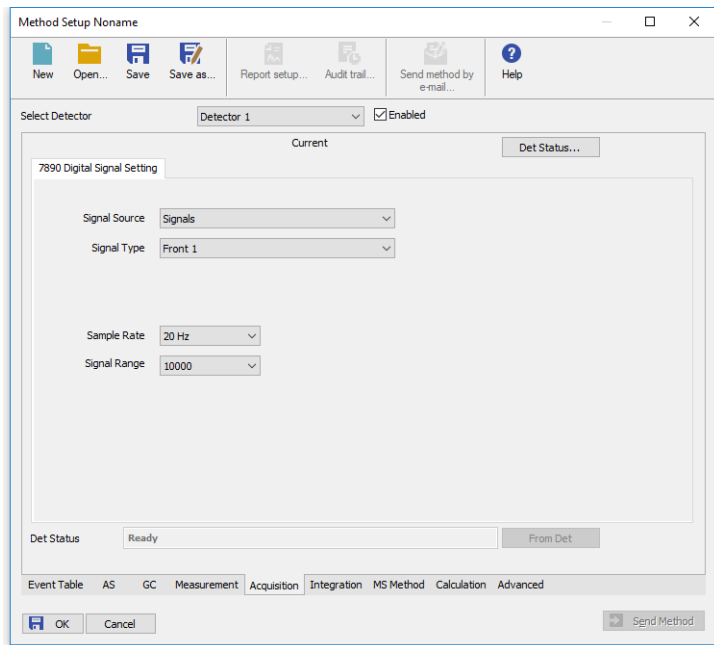 Method Setup Noname
New Open... Save Save as... Report setup... Audit trail... Send method by e-mail... Help
Select Detector Detector 1 Enabled
Current Det Status...
7890 Digital Signal Setting
Signal Source Signals
Signal Type Front 1
Sample Rate 20 Hz
Signal Range 10000
Det Status Ready From Det
Event Table AS GC Measurement Acquisition Integration MS Method Calculation Advanced
OK Cancel Send Method